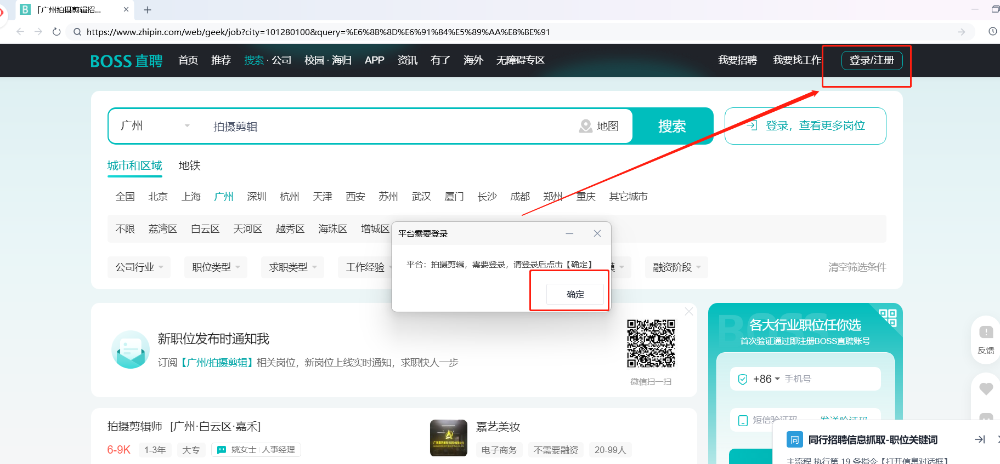 「广州拍摄剪辑招...
https://www.zhipin.com/web/geek/job?city=101280100&query=%E6%8B%8D%E6%91%84%E5%89%AA%E8%BE%91
BOSS 直聘 首页 推荐 搜索 · 公司 校园 · 海归 APP 资讯 有了 海外 无障碍专区 我要招聘 我要找工作 登录/注册
广州 拍摄剪辑 地图 搜索 登录，查看更多岗位
城市和区域 地铁
全国 北京 上海 广州 深圳 杭州 天津 西安 苏州 武汉 厦门 长沙 成都 郑州 重庆 其它城市
不限 荔湾区 白云区 天河区 越秀区 海珠区 增城区
平台需要登录
平台：拍摄剪辑，需要登录，请登录后点击【确定】
确定
公司行业 职位类型 求职类型 工作经验 融资阶段 清空筛选条件
新职位发布时通知我
订阅【广州/拍摄剪辑】相关岗位，新岗位上线实时通知，求职快人一步
微信扫一扫
各大行业职位任你选
首次验证通过即注册BOSS直聘账号
+86 手机号
短信验证码 发送验证码
反馈
拍摄剪辑师 [广州·白云区·嘉禾]
6-9K 1-3年 大专 姚女士 人事经理
嘉艺美妆
电子商务 不需要融资 20-99人
同 同行招聘信息抓取-职位关键词
主流程 执行第 19 条指令【打开信息对话框】